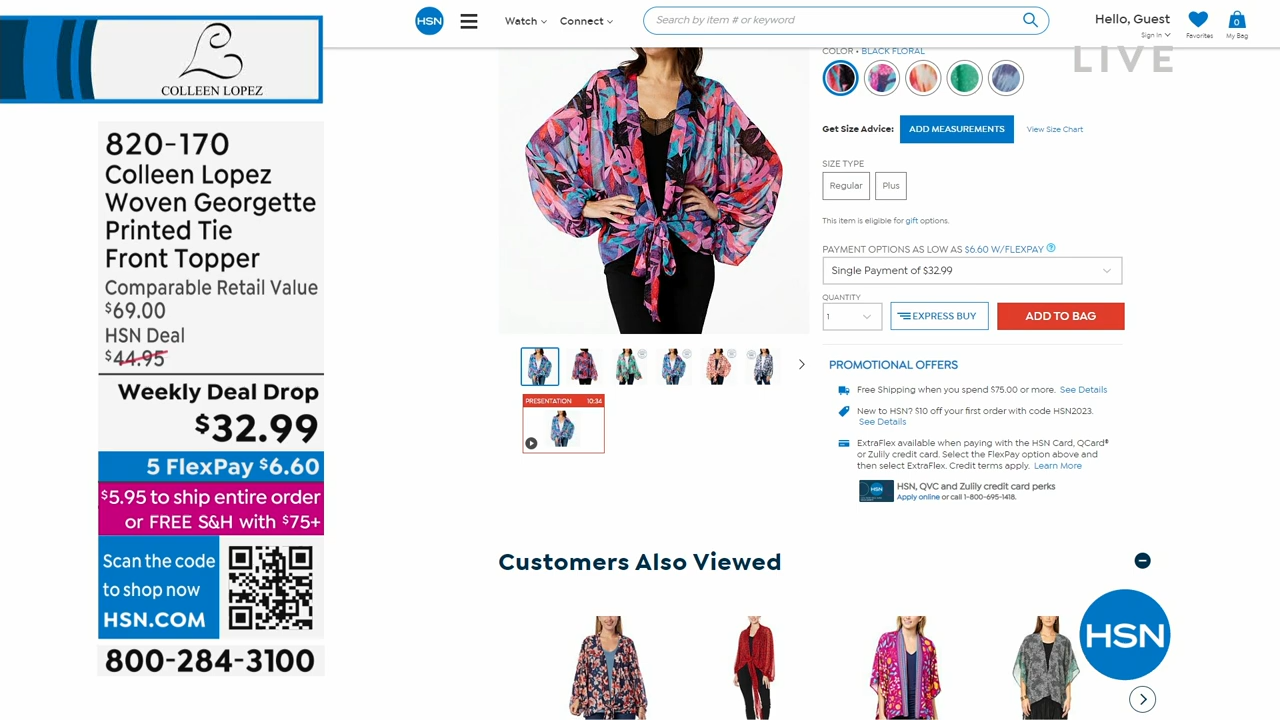 COLLEEN LOPEZ
820-170
Colleen Lopez
Woven Georgette
Printed Tie
Front Topper
Comparable Retail Value
$69.00
HSN Deal
$44.95
Weekly Deal Drop
$32.99
5 FlexPay $6.60
$5.95 to ship entire order
or FREE S&H with $75+
Scan the code
to shop now
HSN.COM
800-284-3100
HSN
Watch
Connect
Search by item # or keyword
Hello, Guest
Sign in
Favorites
0
My Bag
LIVE
COLOR • BLACK FLORAL
Get Size Advice:
ADD MEASUREMENTS
View Size Chart
SIZE TYPE
Regular
Plus
This item is eligible for gift options.
PAYMENT OPTIONS AS LOW AS $6.60 W/FLEXPAY
Single Payment of $32.99
QUANTITY
1
EXPRESS BUY
ADD TO BAG
PRESENTATION 10:34
PROMOTIONAL OFFERS
Free Shipping when you spend $75.00 or more. See Details
New to HSN? $10 off your first order with code HSN2023.
See Details
ExtraFlex available when paying with the HSN Card, QCard®
or Zulily credit card. Select the FlexPay option above and
then select ExtraFlex. Credit terms apply. Learn More
HSN
HSN, QVC and Zulily credit card perks
Apply online or call 1-800-695-1418.
Customers Also Viewed
HSN